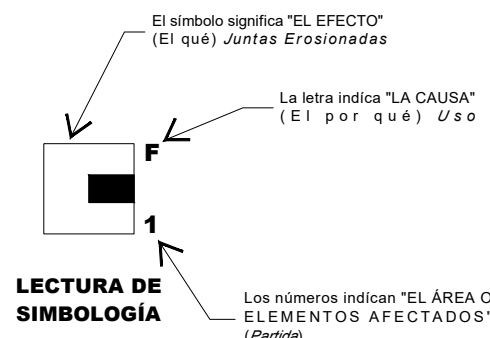 El símbolo significa "EL EFECTO"
(El qué) Juntas Erosionadas
La letra indíca "LA CAUSA"
(El por qué) Uso
F
1
LECTURA DE
SIMBOLOGÍA
Los números indícan "EL ÁREA O
ELEMENTOS AFECTADOS"
(Partida)